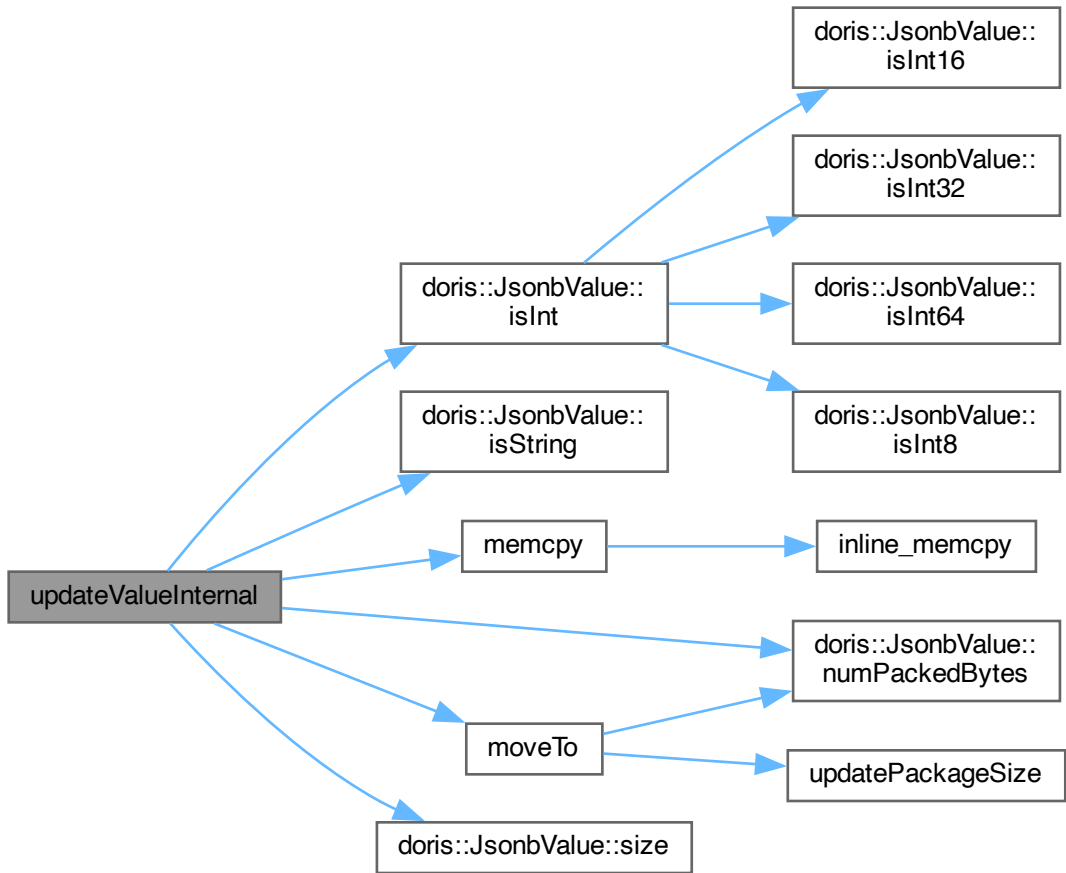 doris::JsonbValue::
isInt16
doris::JsonbValue::
isInt32
doris::JsonbValue::
isInt
doris::JsonbValue::
isInt64
doris::JsonbValue::
isInt8
doris::JsonbValue::
isString
memcpy
inline_memcpy
updateValueInternal
doris::JsonbValue::
numPackedBytes
moveTo
updatePackageSize
doris::JsonbValue::size